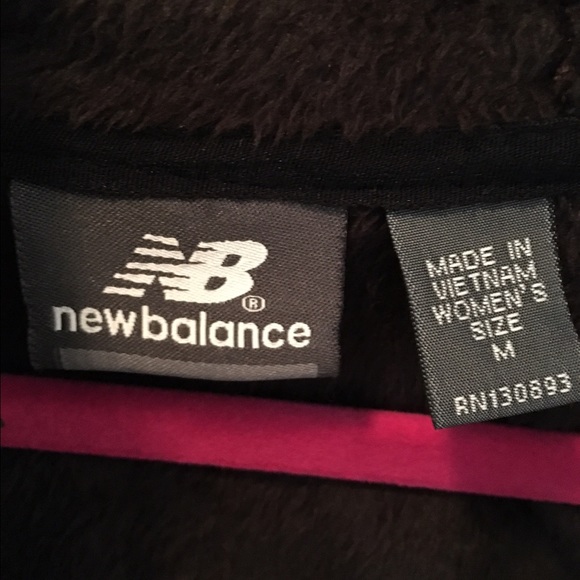 NB
®
newbalance
MADE IN
VIETNAM
WOMEN'S
SIZE
M
RN130893